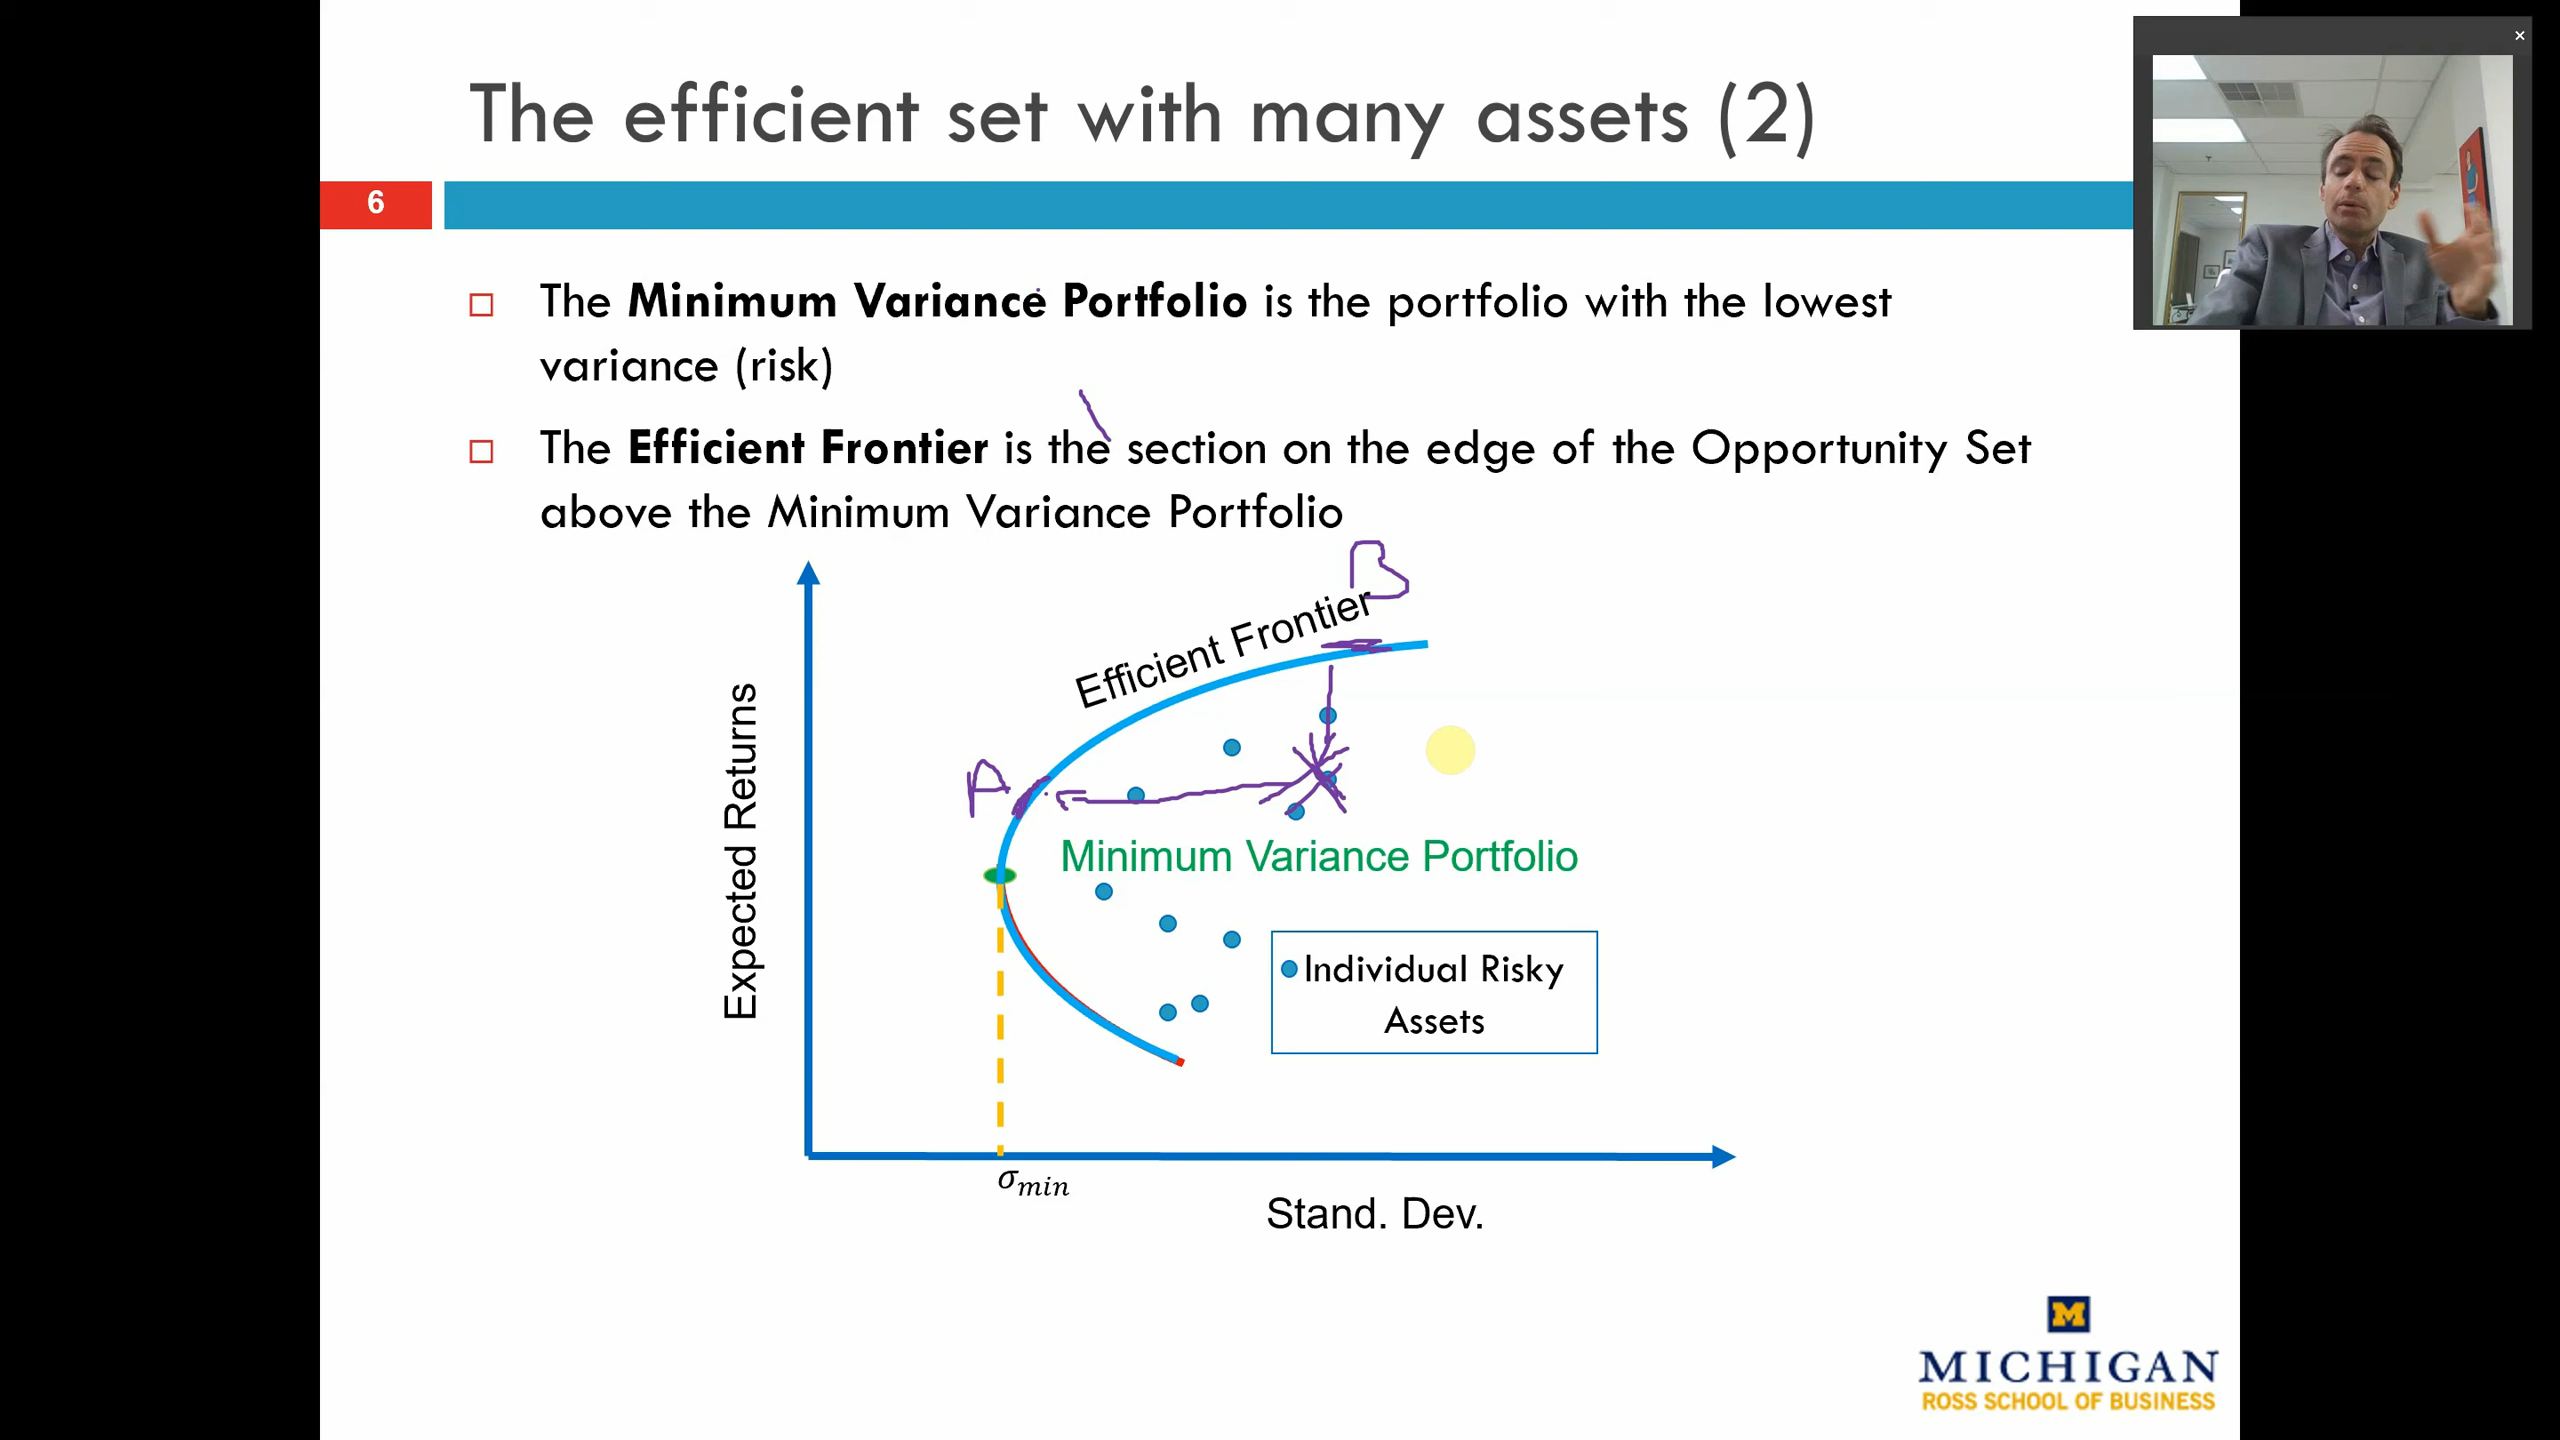 The efficient set with many assets (2)
6
The Minimum Variance Portfolio is the portfolio with the lowest
variance (risk)
The Efficient Frontier is the section on the edge of the Opportunity Set
above the Minimum Variance Portfolio
B
Efficient Frontier
Expected Returns
A
Minimum Variance Portfolio
Individual Risky
Assets
σmin
Stand. Dev.
M
MICHIGAN
ROSS SCHOOL OF BUSINESS